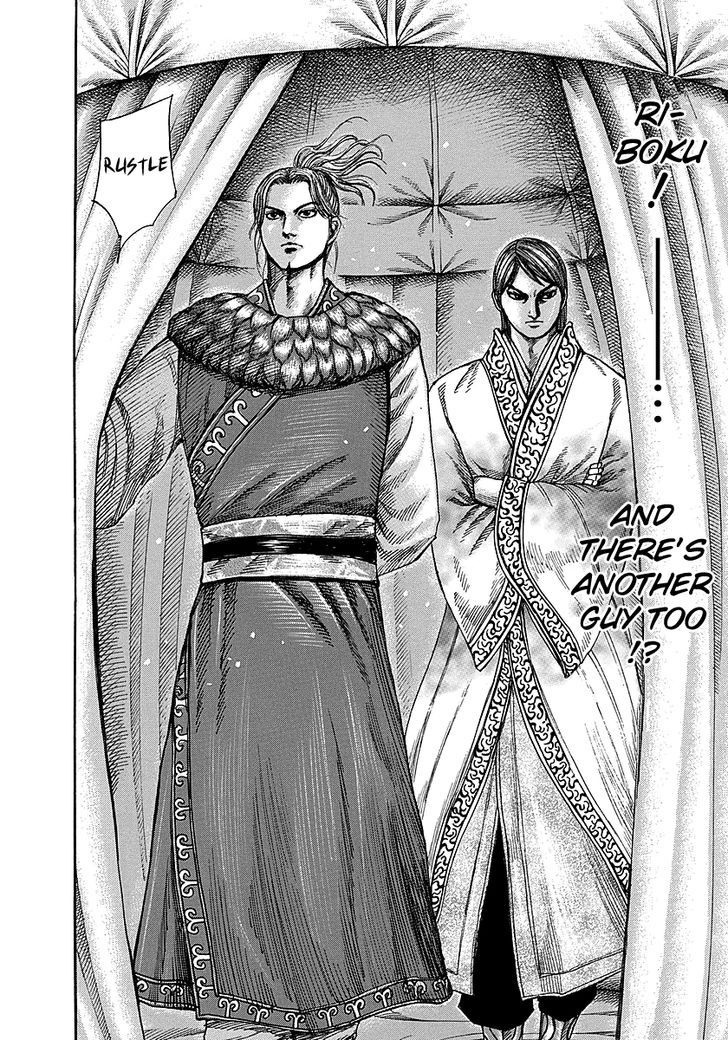 RI-
BOKU
!
——...
AND
THERE'S
ANOTHER
GUY TOO
!?
RUSTLE